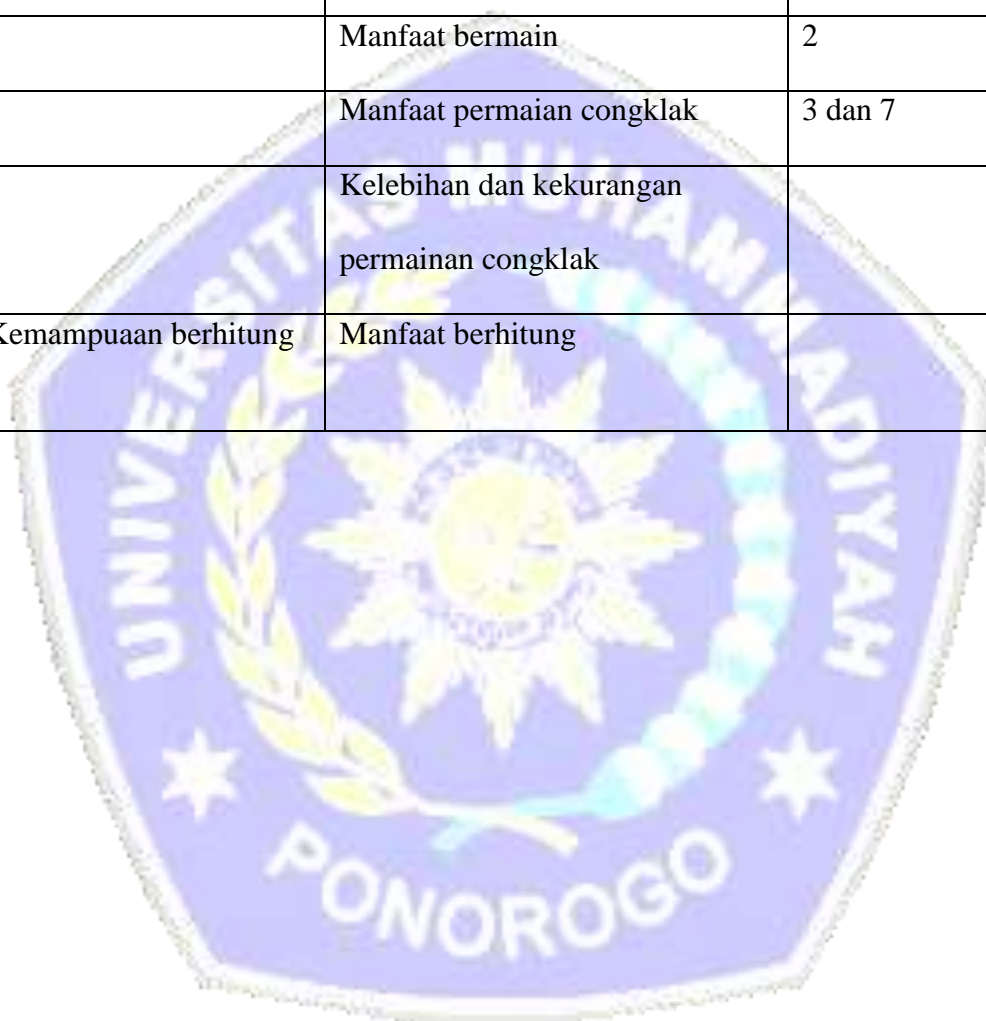 Manfaat bermain 2
Manfaat permaian congklak 3 dan 7
Kelebihan dan kekurangan
permainan congklak
Kemampuaan berhitung Manfaat berhitung
UNIVERSITAS MUHAMMADIYAH
PONOROGO